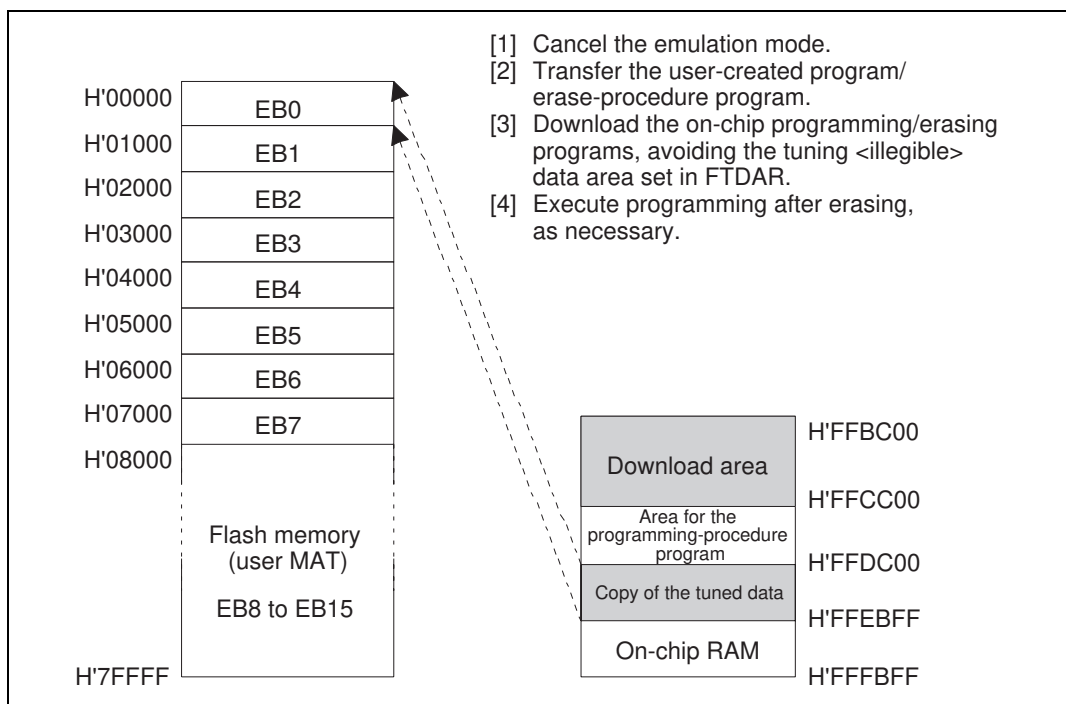 [1] Cancel the emulation mode.
[2] Transfer the user-created program/
erase-procedure program.
[3] Download the on-chip programming/erasing
programs, avoiding the tuning <illegible>
data area set in FTDAR.
[4] Execute programming after erasing,
as necessary.
H'00000
EB0
H'01000
EB1
H'02000
EB2
H'03000
EB3
H'04000
EB4
H'05000
EB5
H'06000
EB6
H'07000
EB7
H'08000
Flash memory
(user MAT)
EB8 to EB15
H'7FFFF
H'FFBC00
Download area
H'FFCC00
Area for the
programming-procedure
program
H'FFDC00
Copy of the tuned data
H'FFEBFF
On-chip RAM
H'FFFBFF